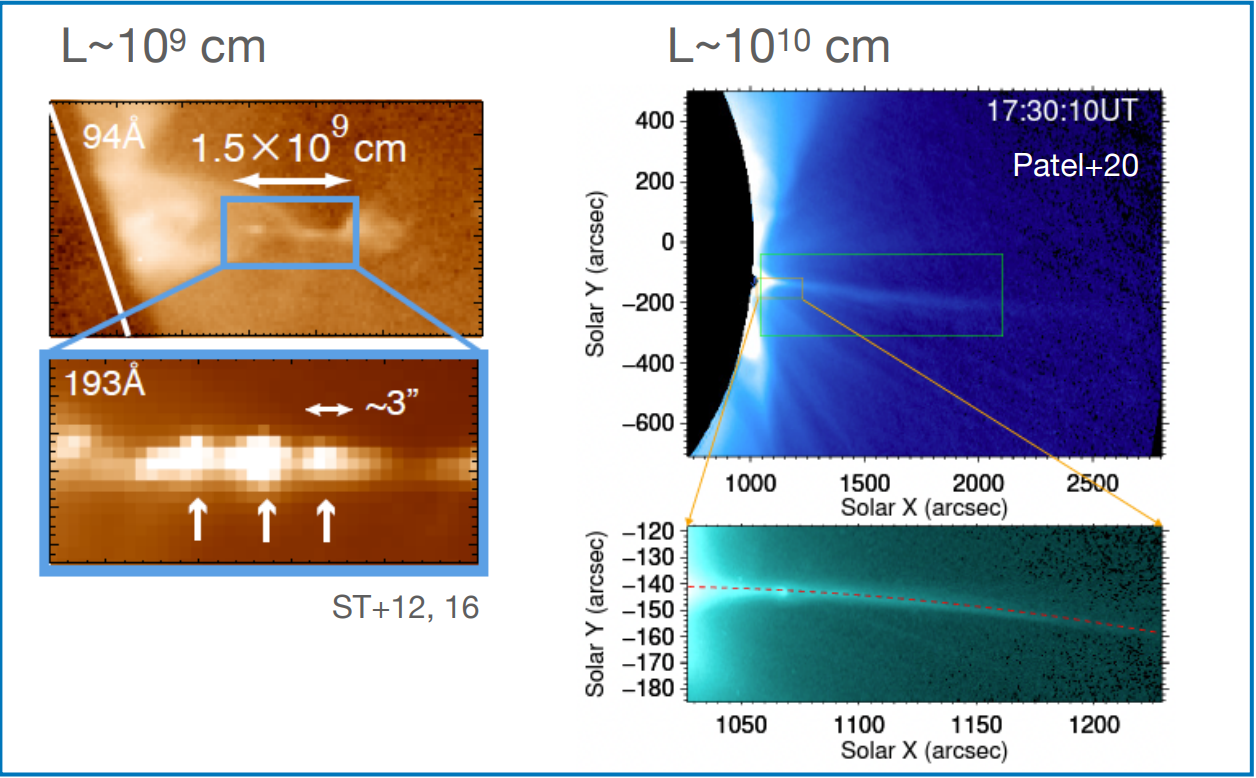 L~10⁹ cm
94Å
1.5×10⁹ cm
193Å
~3”
ST+12, 16
L~10¹⁰ cm
17:30:10UT
Patel+20
400
200
0
−200
−400
−600
Solar Y (arcsec)
1000 1500 2000 2500
Solar X (arcsec)
−120
−130
−140
−150
−160
−170
−180
Solar Y (arcsec)
1050 1100 1150 1200
Solar X (arcsec)